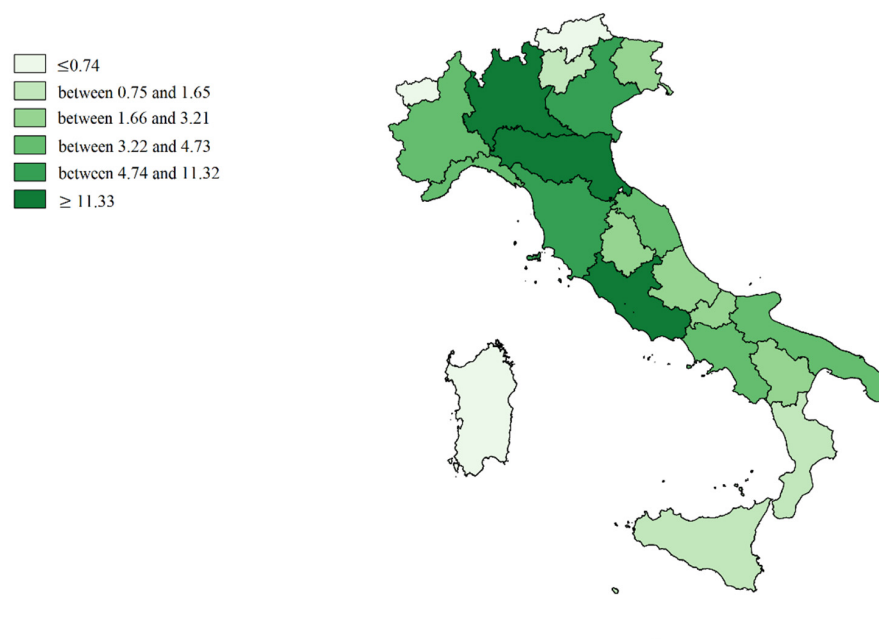 ≤0.74
between 0.75 and 1.65
between 1.66 and 3.21
between 3.22 and 4.73
between 4.74 and 11.32
≥ 11.33